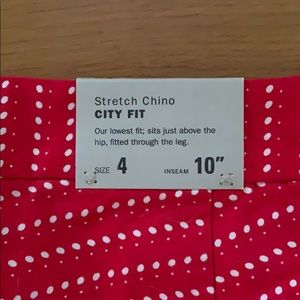 Stretch Chino
CITY FIT
Our lowest fit; sits just above the
hip, fitted through the leg.
SIZE 4 INSEAM 10"